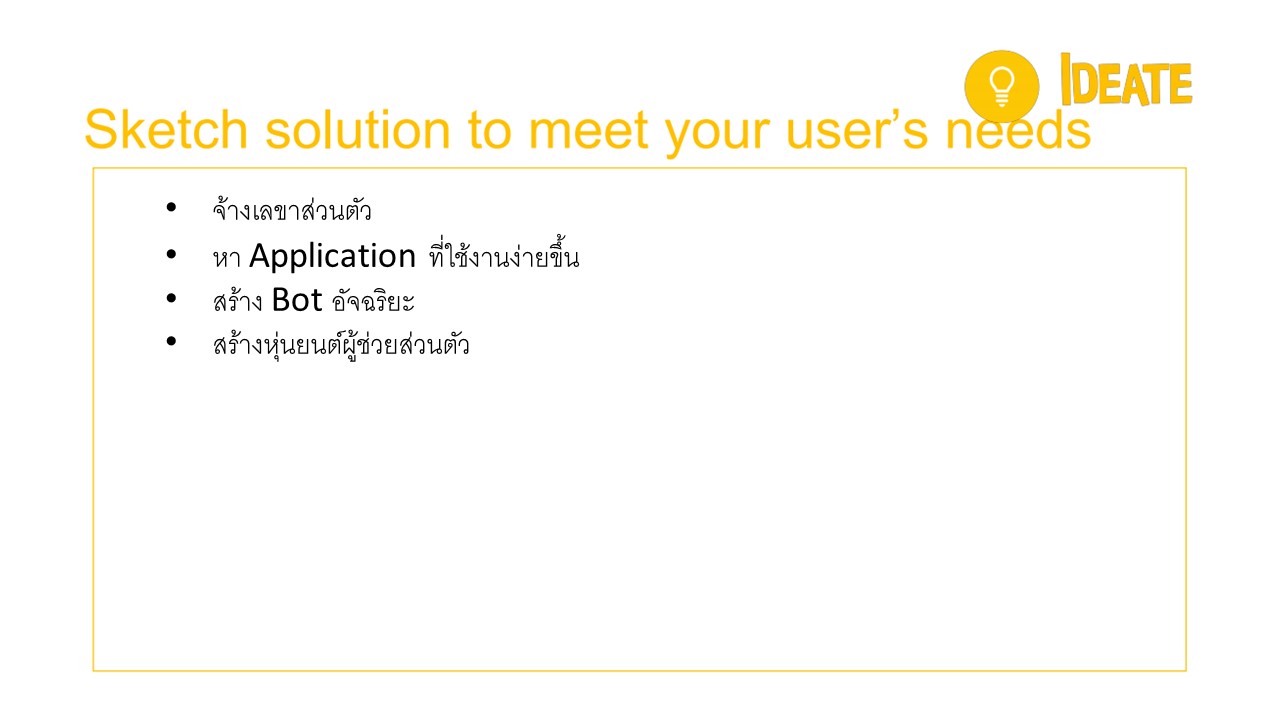 IDEATE
Sketch solution to meet your user’s needs
• จ้างเลขาส่วนตัว
• หา Application ที่ใช้งานง่ายขึ้น
• สร้าง Bot อัจฉริยะ
• สร้างหุ่นยนต์ผู้ช่วยส่วนตัว